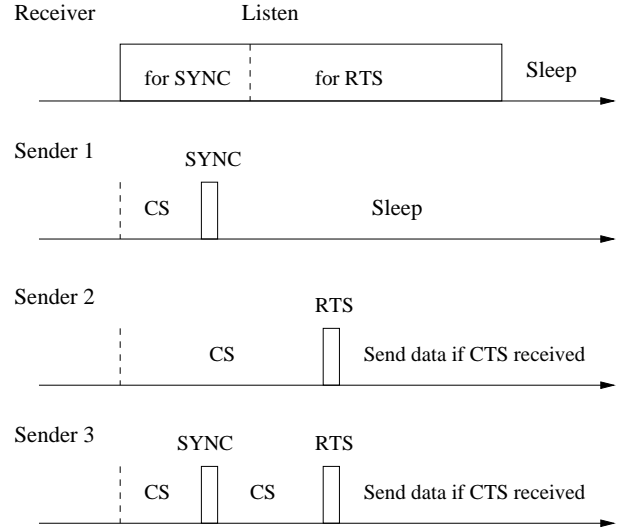 Receiver Listen
for SYNC for RTS Sleep
Sender 1
SYNC
CS Sleep
Sender 2
RTS
CS Send data if CTS received
Sender 3
SYNC RTS
CS CS Send data if CTS received